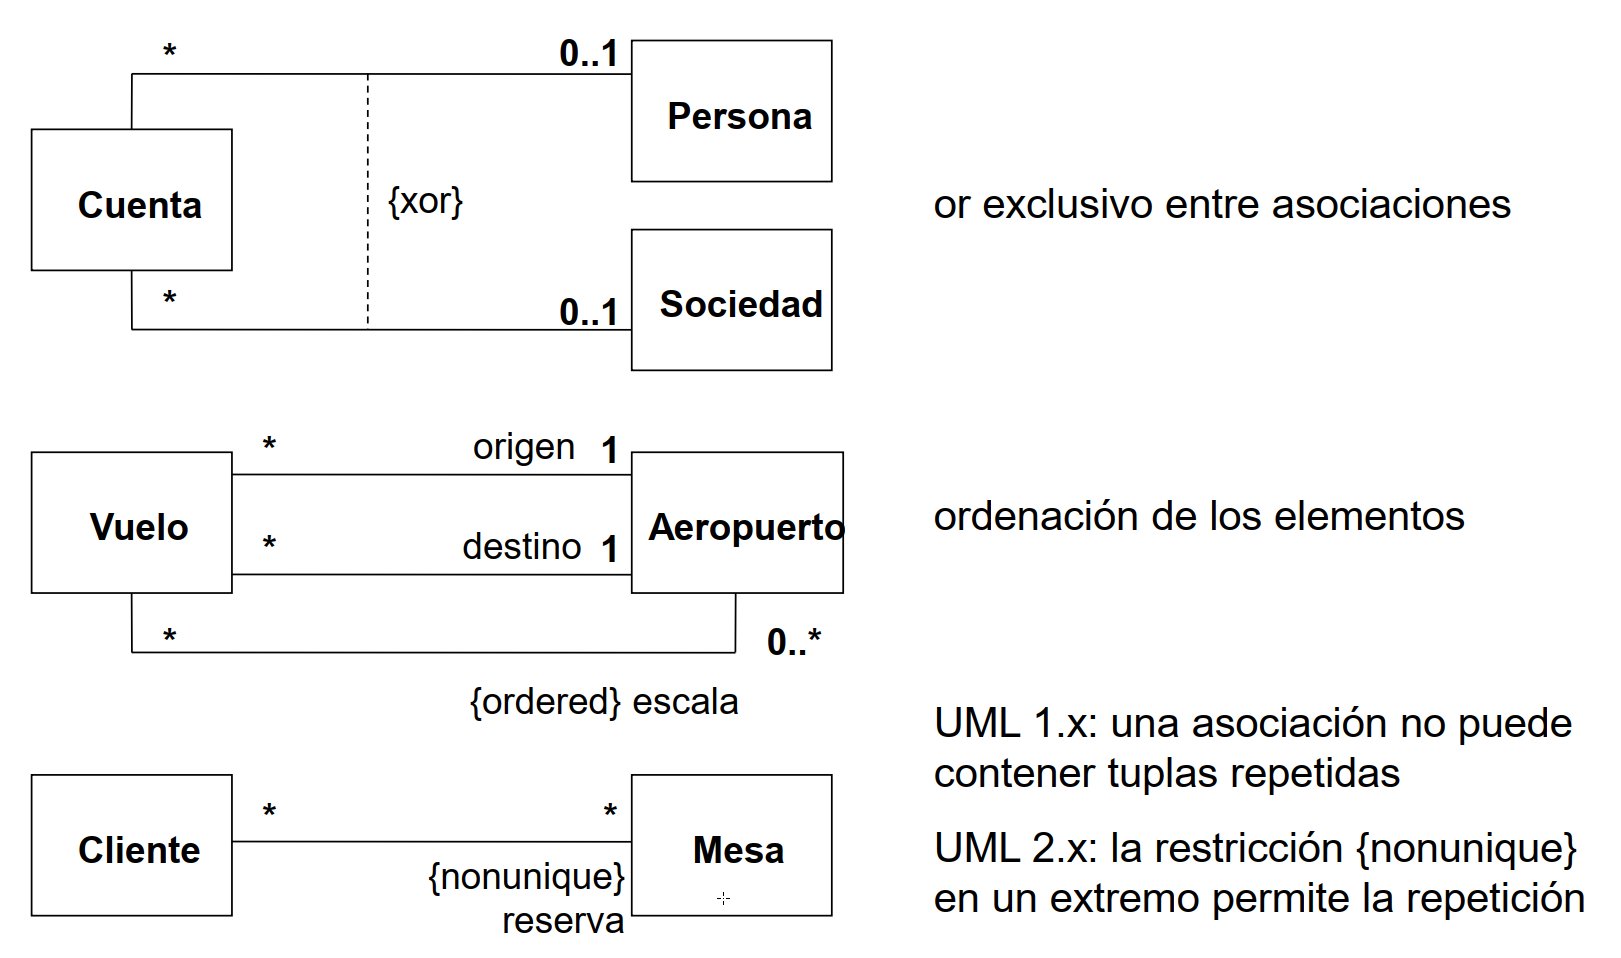 * 0..1
Persona
Cuenta
{xor}
or exclusivo entre asociaciones
* 0..1
Sociedad
* origen 1
Vuelo
Aeropuerto
ordenación de los elementos
* destino 1
* 0..*
{ordered} escala
UML 1.x: una asociación no puede
contener tuplas repetidas
* *
Cliente
Mesa
{nonunique}
reserva
UML 2.x: la restricción {nonunique}
en un extremo permite la repetición